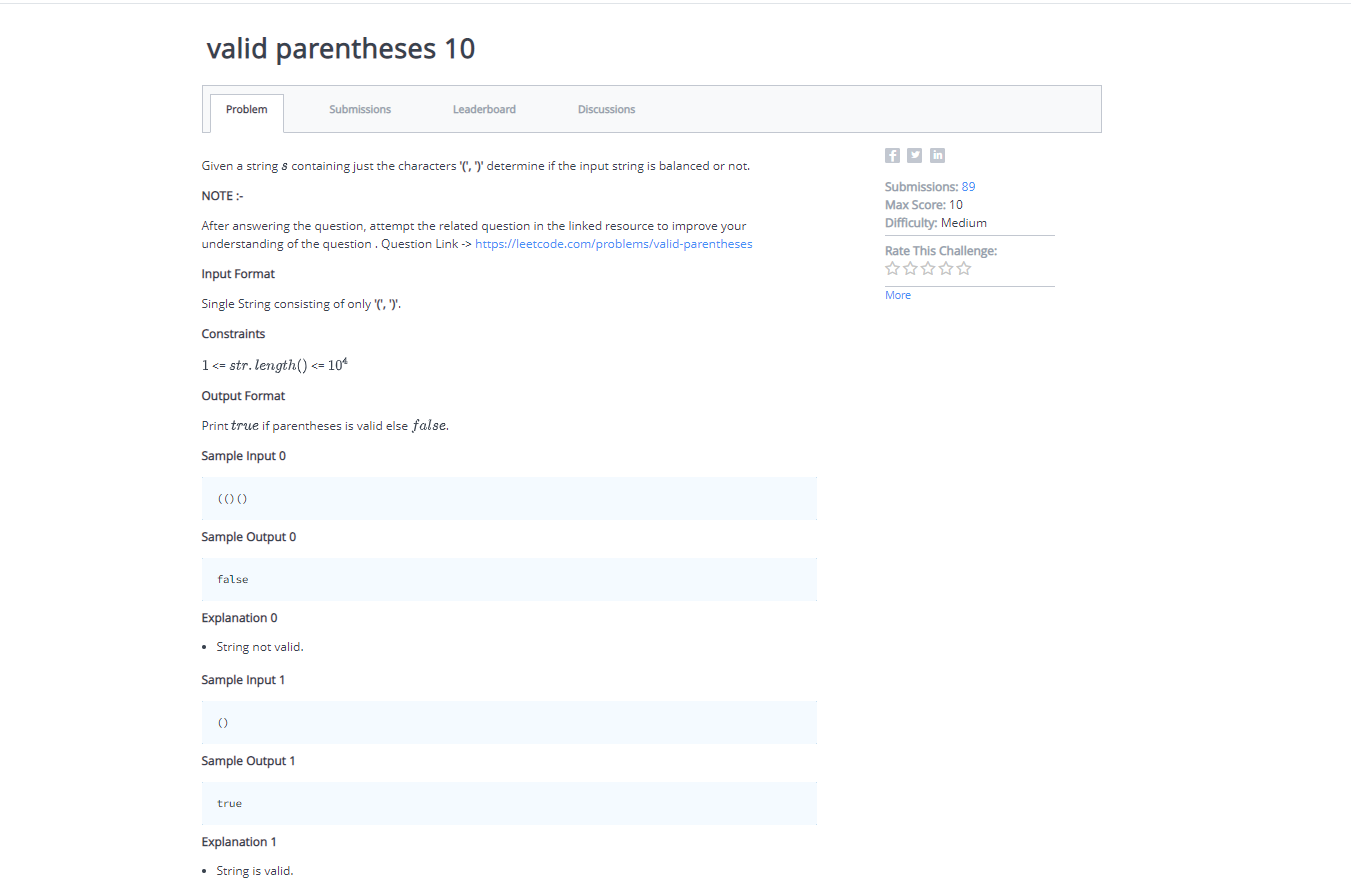 valid parentheses 10
Problem Submissions Leaderboard Discussions
Given a string s containing just the characters '(', ')' determine if the input string is balanced or not.
NOTE :-
After answering the question, attempt the related question in the linked resource to improve your
understanding of the question . Question Link -> https://leetcode.com/problems/valid-parentheses
Input Format
Single String consisting of only '(', ')'.
Constraints
1 <= str.length() <= 10⁴
Output Format
Print true if parentheses is valid else false.
Sample Input 0
(()()
Sample Output 0
false
Explanation 0
• String not valid.
Sample Input 1
()
Sample Output 1
true
Explanation 1
• String is valid.
f
in
Submissions: 89
Max Score: 10
Difficulty: Medium
Rate This Challenge:
More